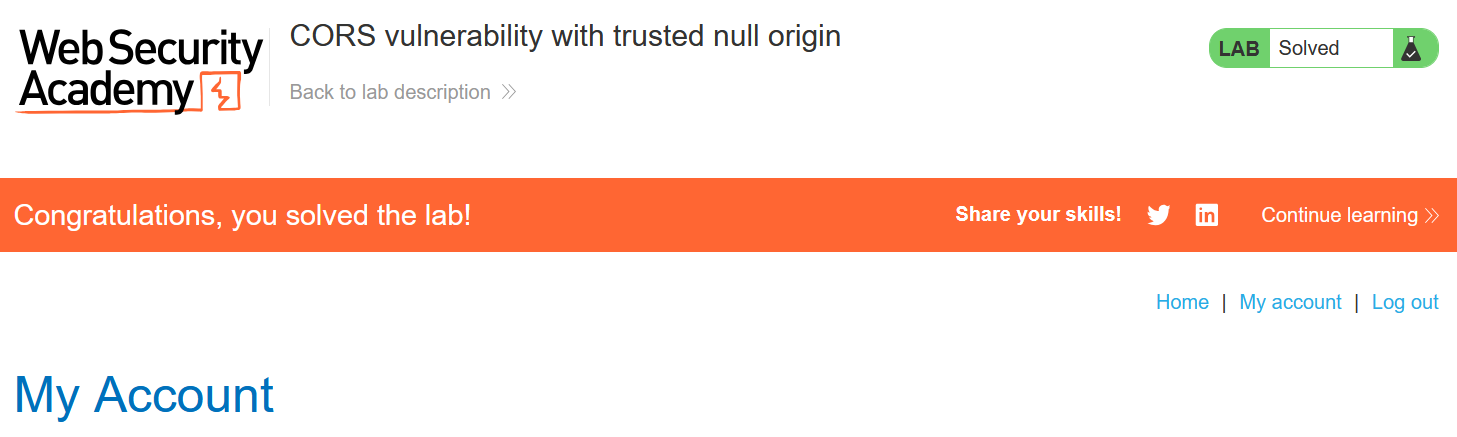 Web Security
Academy
CORS vulnerability with trusted null origin
Back to lab description
LAB Solved
Congratulations, you solved the lab!
Share your skills!
Continue learning
Home | My account | Log out
My Account